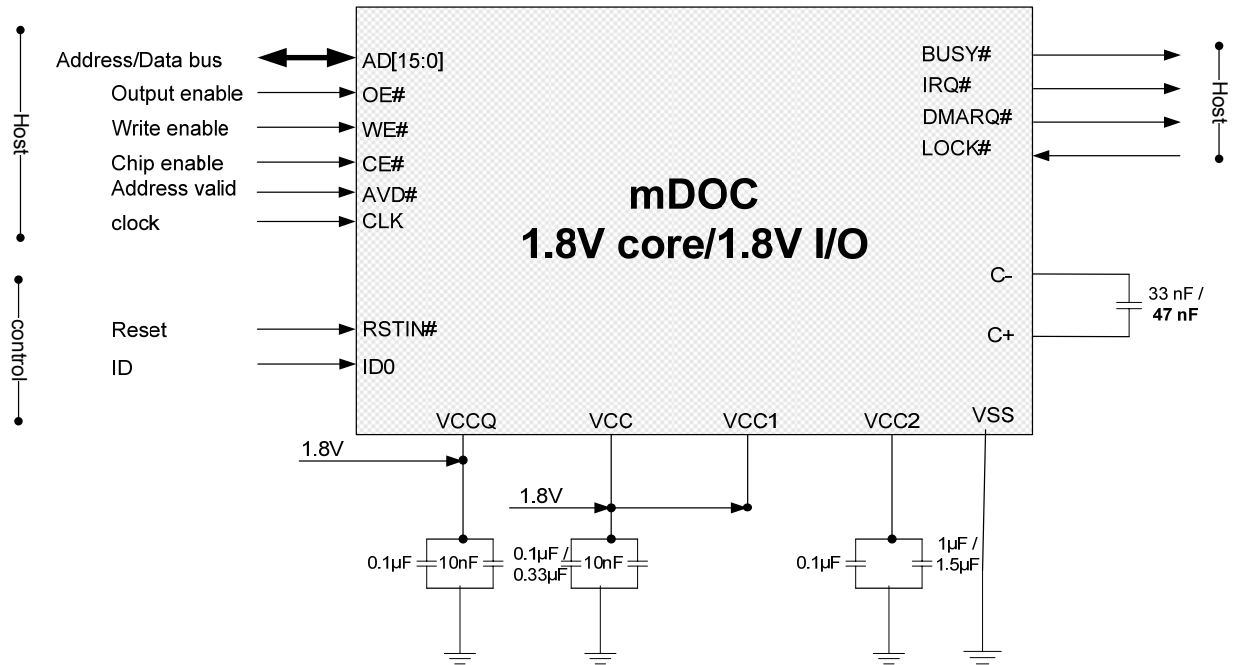 Host
Address/Data bus
Output enable
Write enable
Chip enable
Address valid
clock
control
Reset
ID
AD[15:0]
OE#
WE#
CE#
AVD#
CLK
RSTIN#
ID0
mDOC
1.8V core/1.8V I/O
BUSY#
IRQ#
DMARQ#
LOCK#
Host
C-
C+
33 nF /
47 nF
VCCQ VCC VCC1 VCC2 VSS
1.8V
1.8V
0.1µF 10nF
0.1µF /
0.33µF
10nF
0.1µF
1µF /
1.5µF